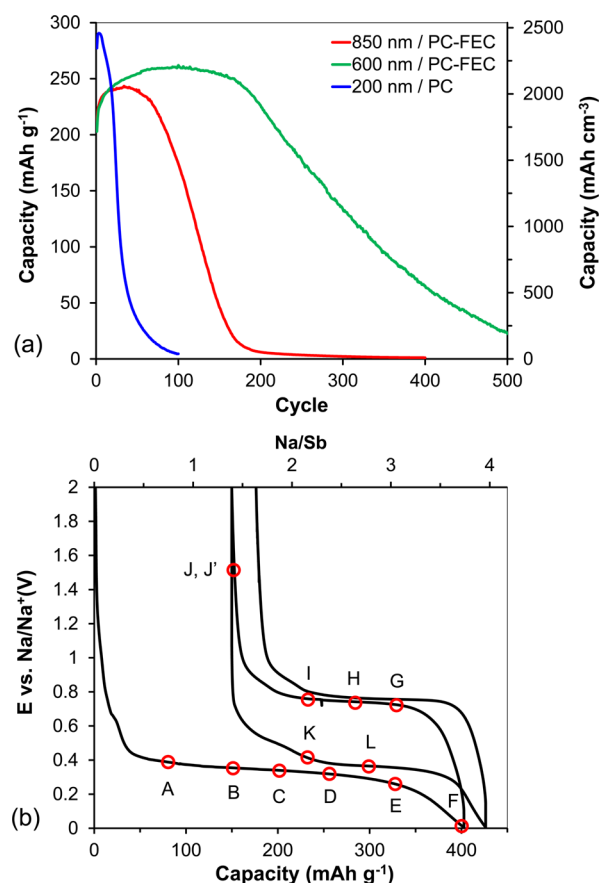 300
250
200
150
100
50
0
Capacity (mAh g⁻¹)
850 nm / PC-FEC
600 nm / PC-FEC
200 nm / PC
2500
2000
1500
1000
500
0
Capacity (mAh cm⁻³)
0 100 200 300 400 500
Cycle
(a)
Na/Sb
0 1 2 3 4
2
1.8
1.6
1.4
1.2
1
0.8
0.6
0.4
0.2
0
E vs. Na/Na⁺(V)
J, J’
I H G
K L
A B C D E F
0 100 200 300 400
Capacity (mAh g⁻¹)
(b)